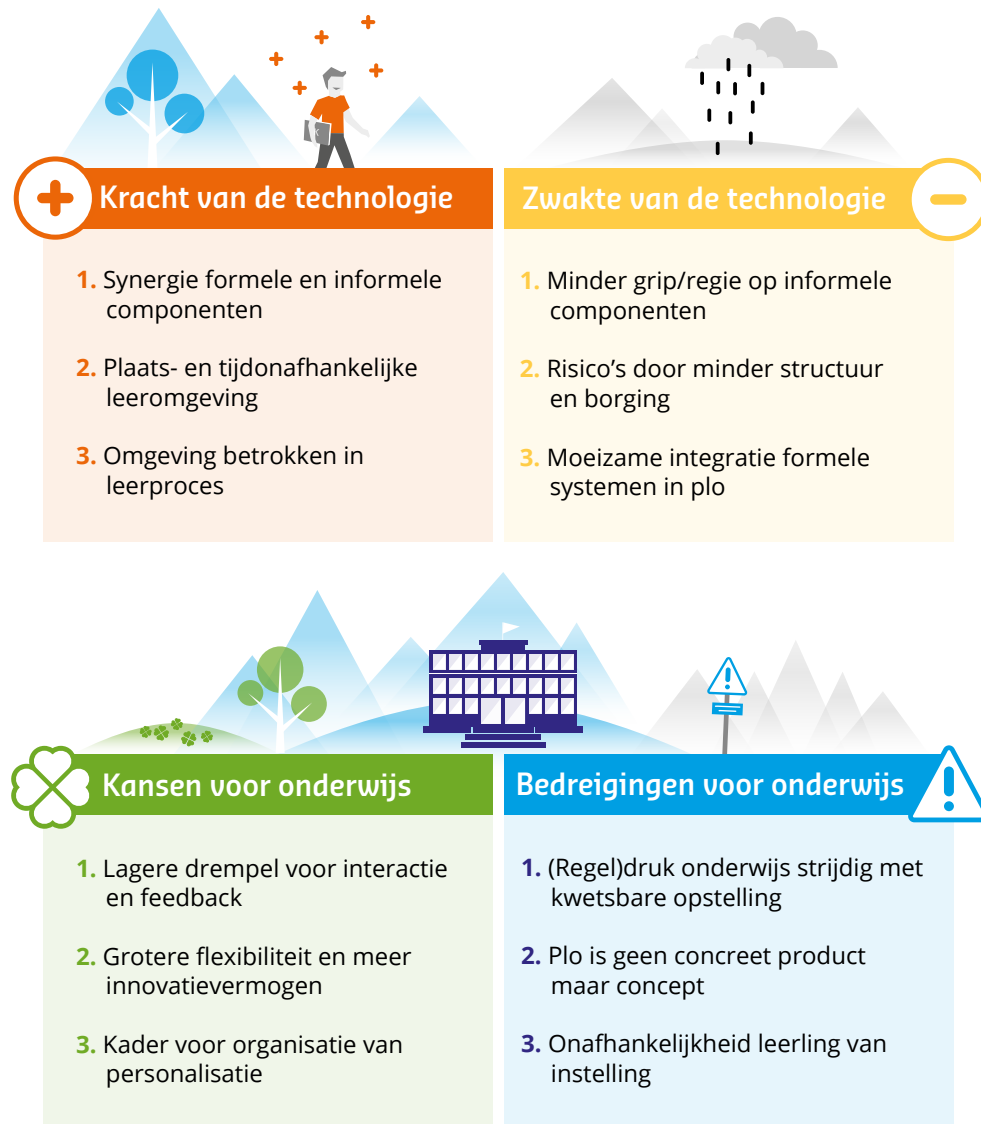 Kracht van de technologie
1. Synergie formele en informele
componenten
2. Plaats- en tijdonafhankelijke
leeromgeving
3. Omgeving betrokken in
leerproces
Zwakte van de technologie
1. Minder grip/regie op informele
componenten
2. Risico's door minder structuur
en borging
3. Moeizame integratie formele
systemen in plo
Kansen voor onderwijs
1. Lagere drempel voor interactie
en feedback
2. Grotere flexibiliteit en meer
innovatievermogen
3. Kader voor organisatie van
personalisatie
Bedreigingen voor onderwijs
1. (Regel)druk onderwijs strijdig met
kwetsbare opstelling
2. Plo is geen concreet product
maar concept
3. Onafhankelijkheid leerling van
instelling